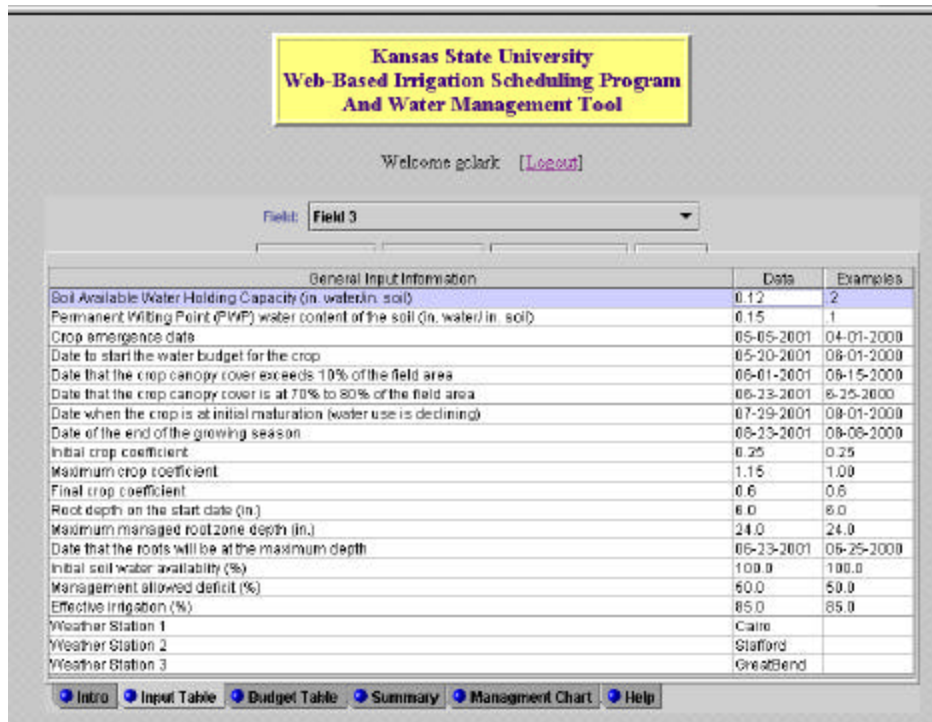 Kansas State University
Web-Based Irrigation Scheduling Program
And Water Management Tool
Welcome gclark [Logout]
Field: Field 3
General Input Information Data Examples
Soil Available Water Holding Capacity (in. water/in. soil) 0.12 .2
Permanent Wilting Point (PWP) water content of the soil (in. water/ in. soil) 0.15 .1
Crop emergence date 05-05-2001 04-01-2000
Date to start the water budget for the crop 05-20-2001 06-01-2000
Date that the crop canopy cover exceeds 10% of the field area 06-01-2001 06-15-2000
Date that the crop canopy cover is at 70% to 80% of the field area 06-23-2001 6-25-2000
Date when the crop is at initial maturation (water use is declining) 07-29-2001 08-01-2000
Date of the end of the growing season 08-23-2001 08-08-2000
Initial crop coefficient 0.25 0.25
Maximum crop coefficient 1.15 1.00
Final crop coefficient 0.6 0.6
Root depth on the start date (in.) 6.0 6.0
Maximum managed root zone depth (in.) 24.0 24.0
Date that the roots will be at the maximum depth 06-23-2001 06-25-2000
Initial soil water availablity (%) 100.0 100.0
Management allowed deficit (%) 50.0 50.0
Effective irrigation (%) 85.0 85.0
Weather Station 1 Cairo
Weather Station 2 Stafford
Weather Station 3 GreatBend
Intro Input Table Budget Table Summary Managment Chart Help